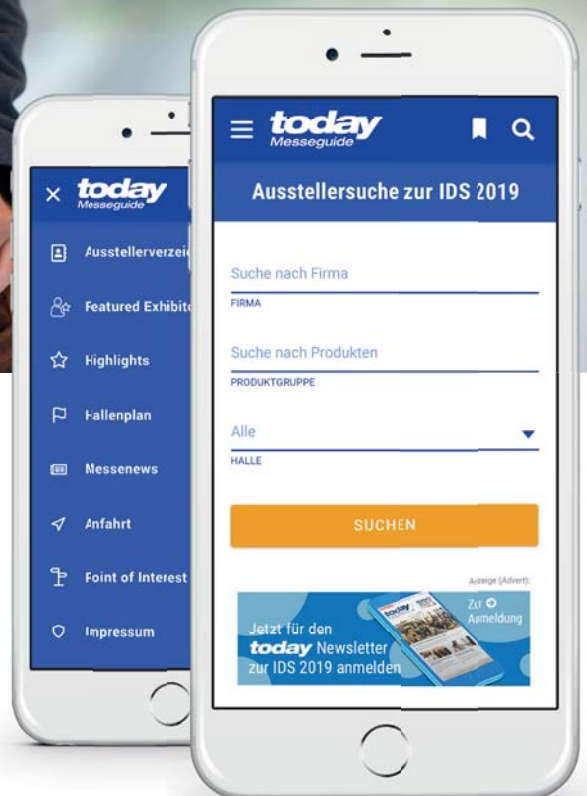 today
Messeguide
Ausstellerverzei
Featured Exhibito
Highlights
Hallenplan
Messenews
Anfahrt
Point of Interest
Impressum
today
Messeguide
Ausstellersuche zur IDS 2019
Suche nach Firma
FIRMA
Suche nach Produkten
PRODUKTGRUPPE
Alle
HALLE
SUCHEN
Anzeige (Advert):
Jetzt für den
today Newsletter
zur IDS 2019 anmelden
Zur
Anmeldung
today